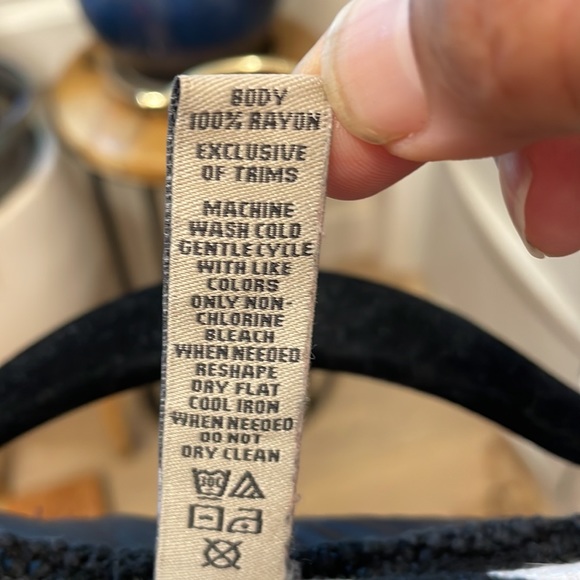 BODY
100% RAYON
EXCLUSIVE
OF TRIMS
MACHINE
WASH COLD
GENTLE CYCLE
WITH LIKE
COLORS
ONLY NON-
CHLORINE
BLEACH
WHEN NEEDED
RESHAPE
DRY FLAT
COOL IRON
WHEN NEEDED
DO NOT
DRY CLEAN
30C